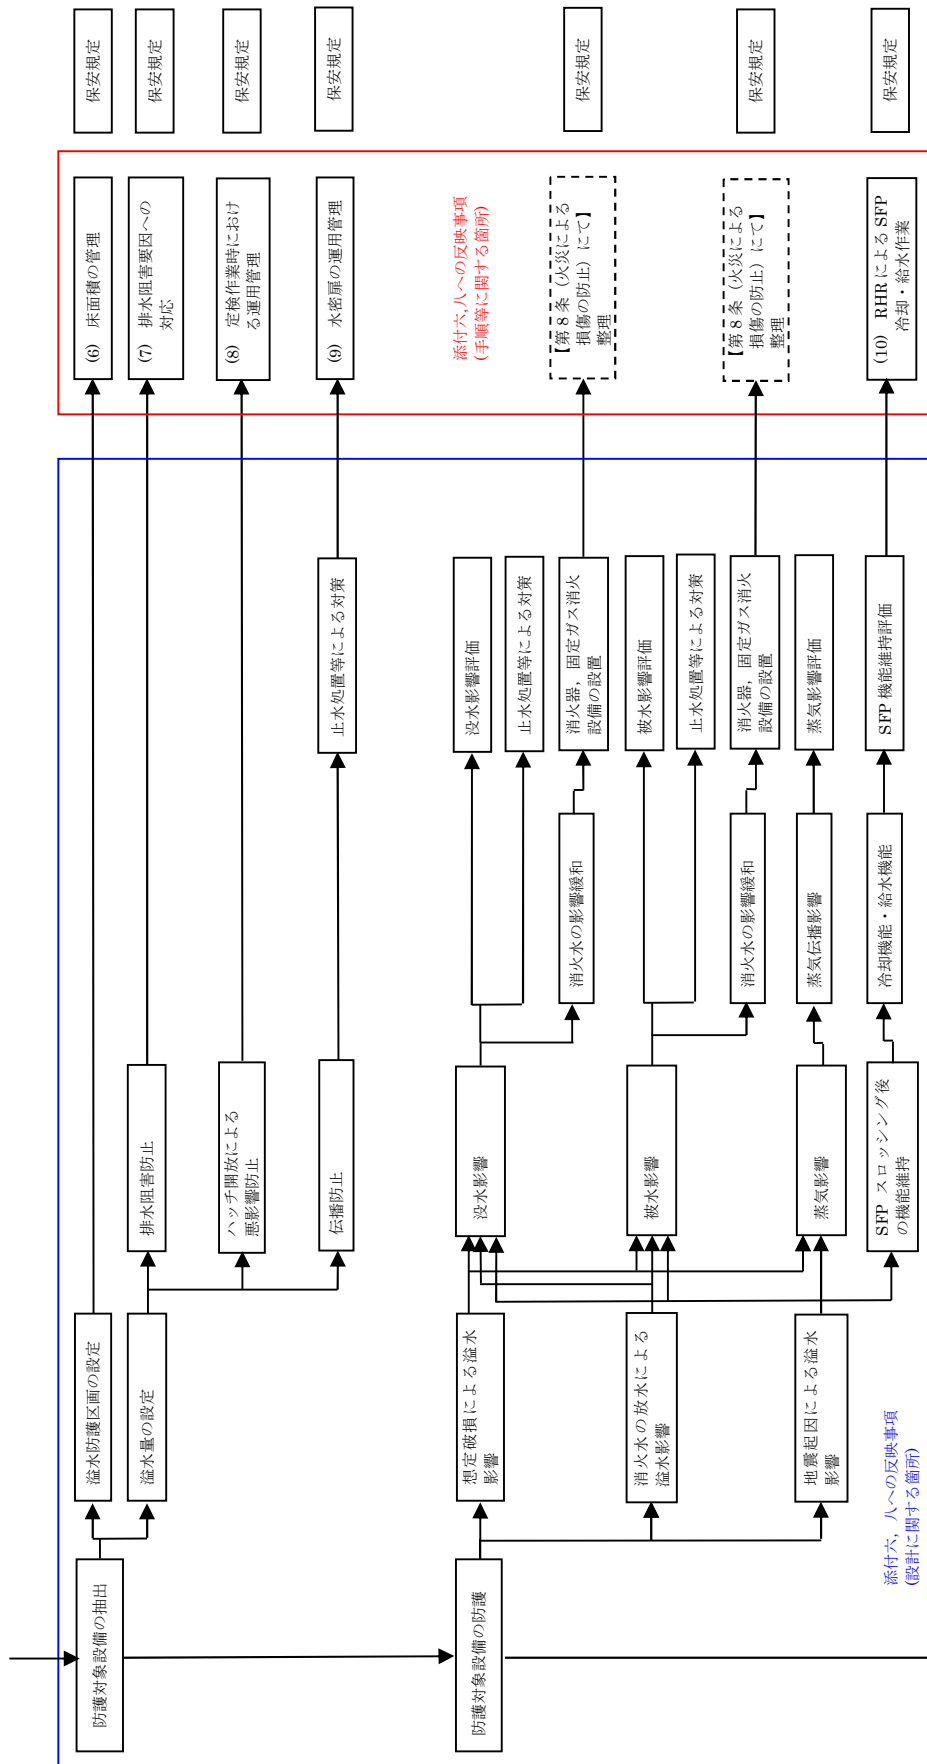 防護対象設備の抽出
溢水防護区画の設定
(6) 床面積の管理
保安規定
溢水量の設定
排水阻害防止
(7) 排水阻害要因への
対応
保安規定
ハッチ開放による
悪影響防止
(8) 定検作業時におけ
る運用管理
保安規定
伝播防止
止水処置等による対策
(9) 水密扉の運用管理
保安規定
添付六,八への反映事項
(手順等に関する箇所)
防護対象設備の防護
想定破損による溢水
影響
没水影響
没水影響評価
止水処置等による対策
消火水の影響緩和
消火器，固定ガス消火
設備の設置
【第8条（火災による
損傷の防止）にて】
整理
保安規定
消火水の放水による
溢水影響
被水影響
被水影響評価
止水処置等による対策
消火水の影響緩和
消火器，固定ガス消火
設備の設置
【第8条（火災による
損傷の防止）にて】
整理
保安規定
地震起因による溢水
影響
蒸気影響
蒸気伝播影響
蒸気影響評価
SFP スロッシング後
の機能維持
冷却機能・給水機能
SFP 機能維持評価
(10) RHR による SFP
冷却・給水作業
保安規定
添付六，八への反映事項
(設計に関する箇所)